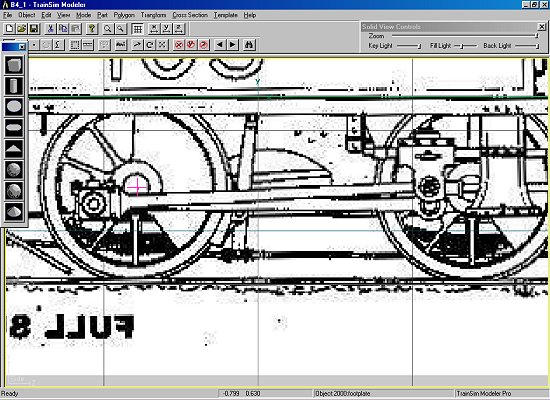 B4_1 - TrainSim Modeler
File Object Edit View Mode Part Polygon Transform Cross Section Template Help
Solid View Controls
Zoom
Key Light Fill Light Back Light
FULL S
Ready -0.799 0.630 Object 2000:footplate TrainSim Modeler Pro